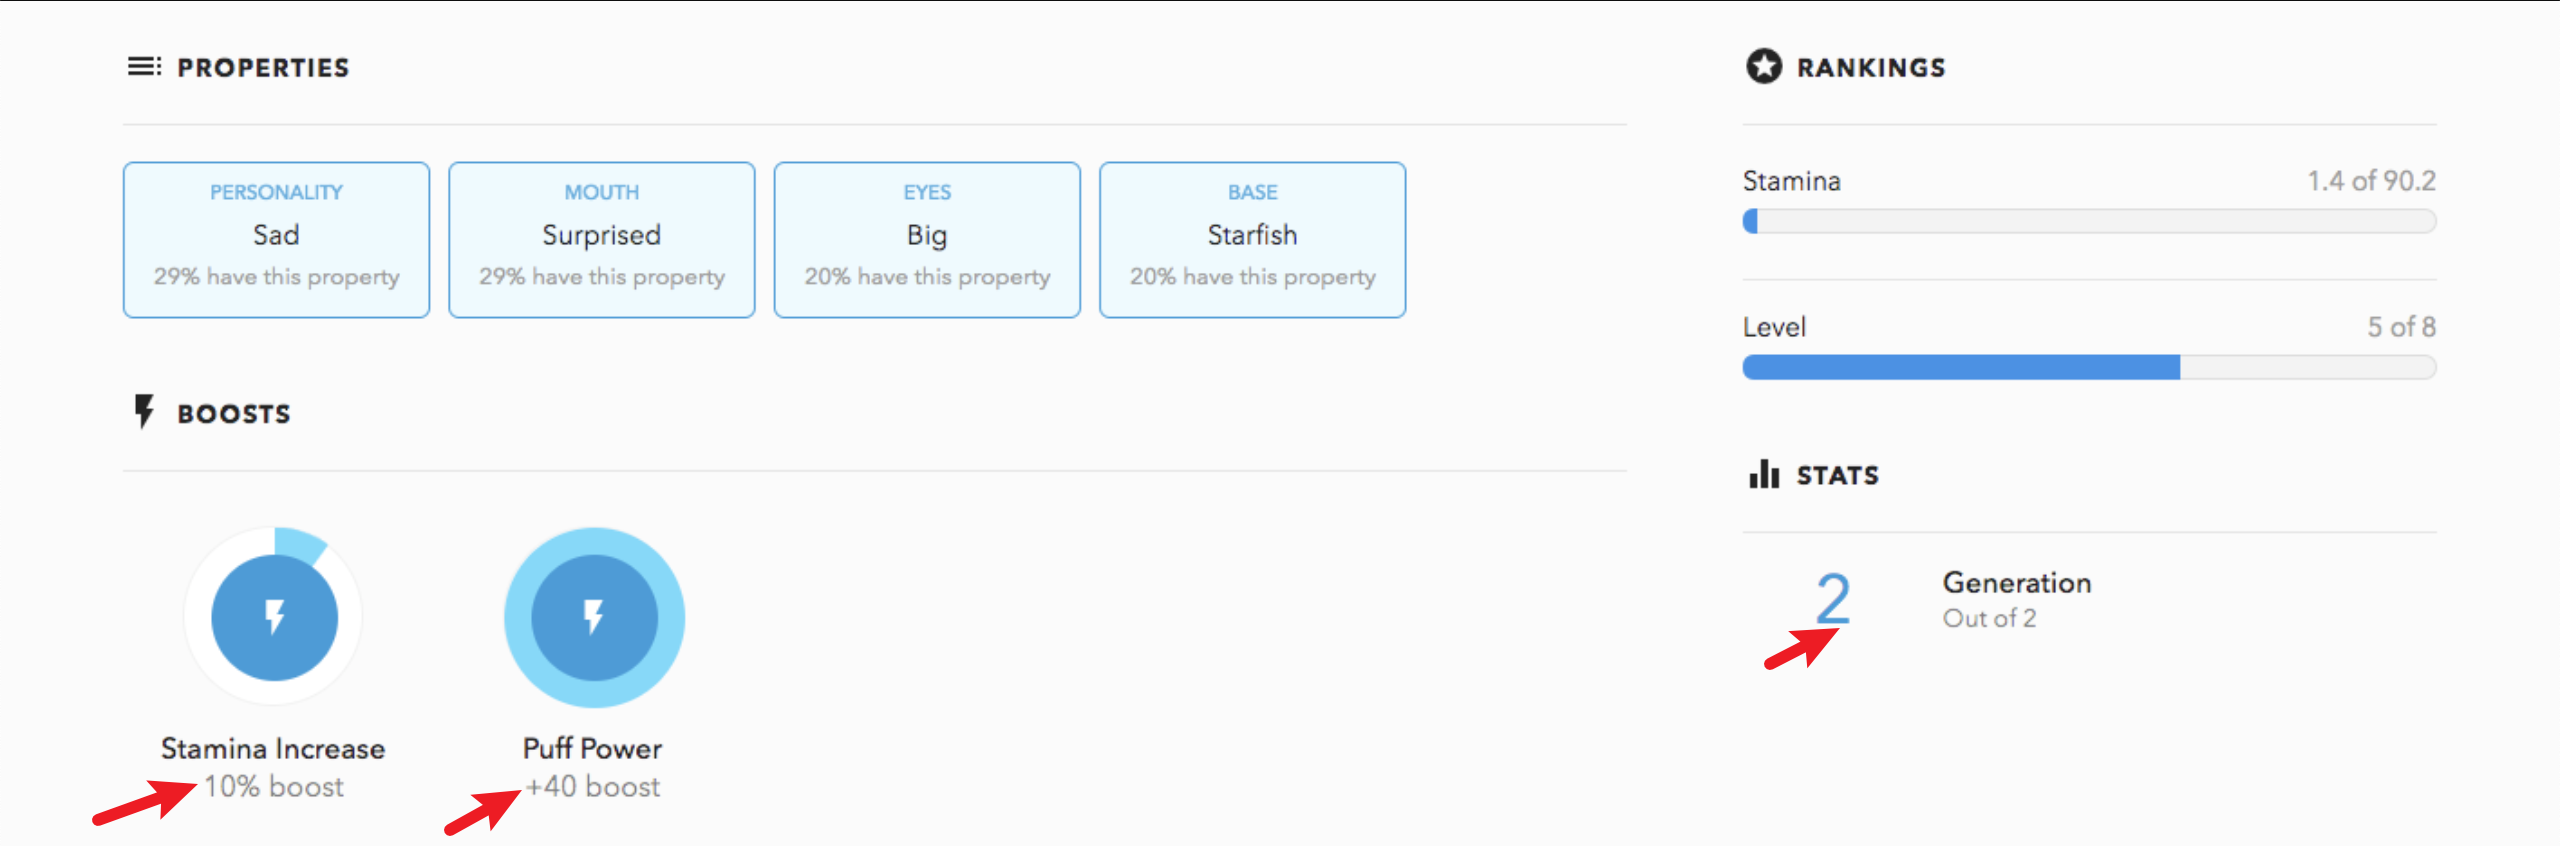 PROPERTIES
PERSONALITY
Sad
29% have this property
MOUTH
Surprised
29% have this property
EYES
Big
20% have this property
BASE
Starfish
20% have this property
BOOSTS
Stamina Increase
10% boost
Puff Power
+40 boost
RANKINGS
Stamina
1.4 of 90.2
Level
5 of 8
STATS
2
Generation
Out of 2